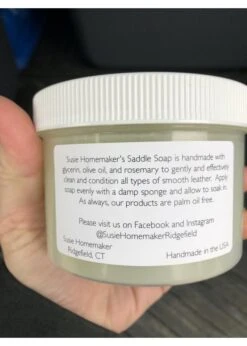 Susie Homemaker's Saddle Soap is handmade with
glycerin, olive oil, and rosemary to gently and effectively
clean and condition all types of smooth leather. Apply
soap evenly with a damp sponge and allow to soak in.
As always, our products are palm oil free.
Please visit us on Facebook and Instagram
@SusieHomemakerRidgefield
Susie Homemaker
Ridgefield, CT
Handmade in the USA